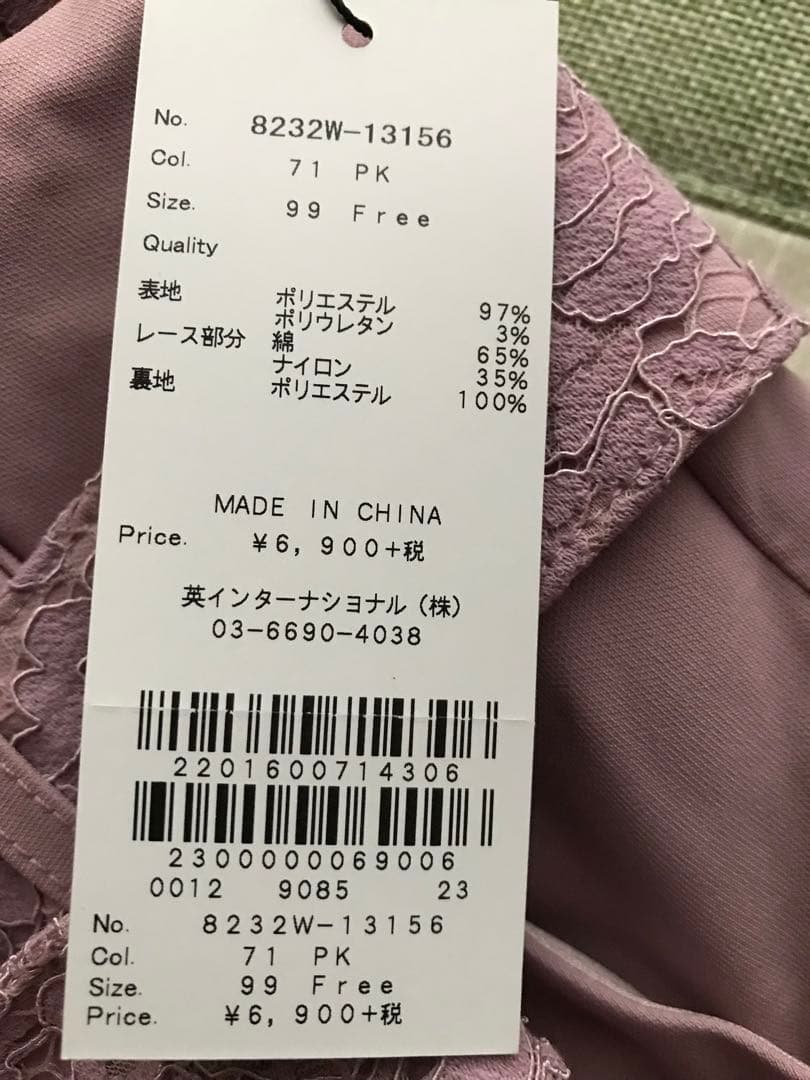 No. 8232W-13156
Col. 71 PK
Size. 99 Free
Quality
表地 ポリエステル 97%
ポリウレタン 3%
レース部分 綿 65%
ナイロン 35%
裏地 ポリエステル 100%
MADE IN CHINA
Price. ¥6,900+税
英インターナショナル(株)
03-6690-4038
2201600714306
2300000069006
0012 9085 23
No. 8232W-13156
Col. 71 PK
Size. 99 Free
Price. ¥6,900+税